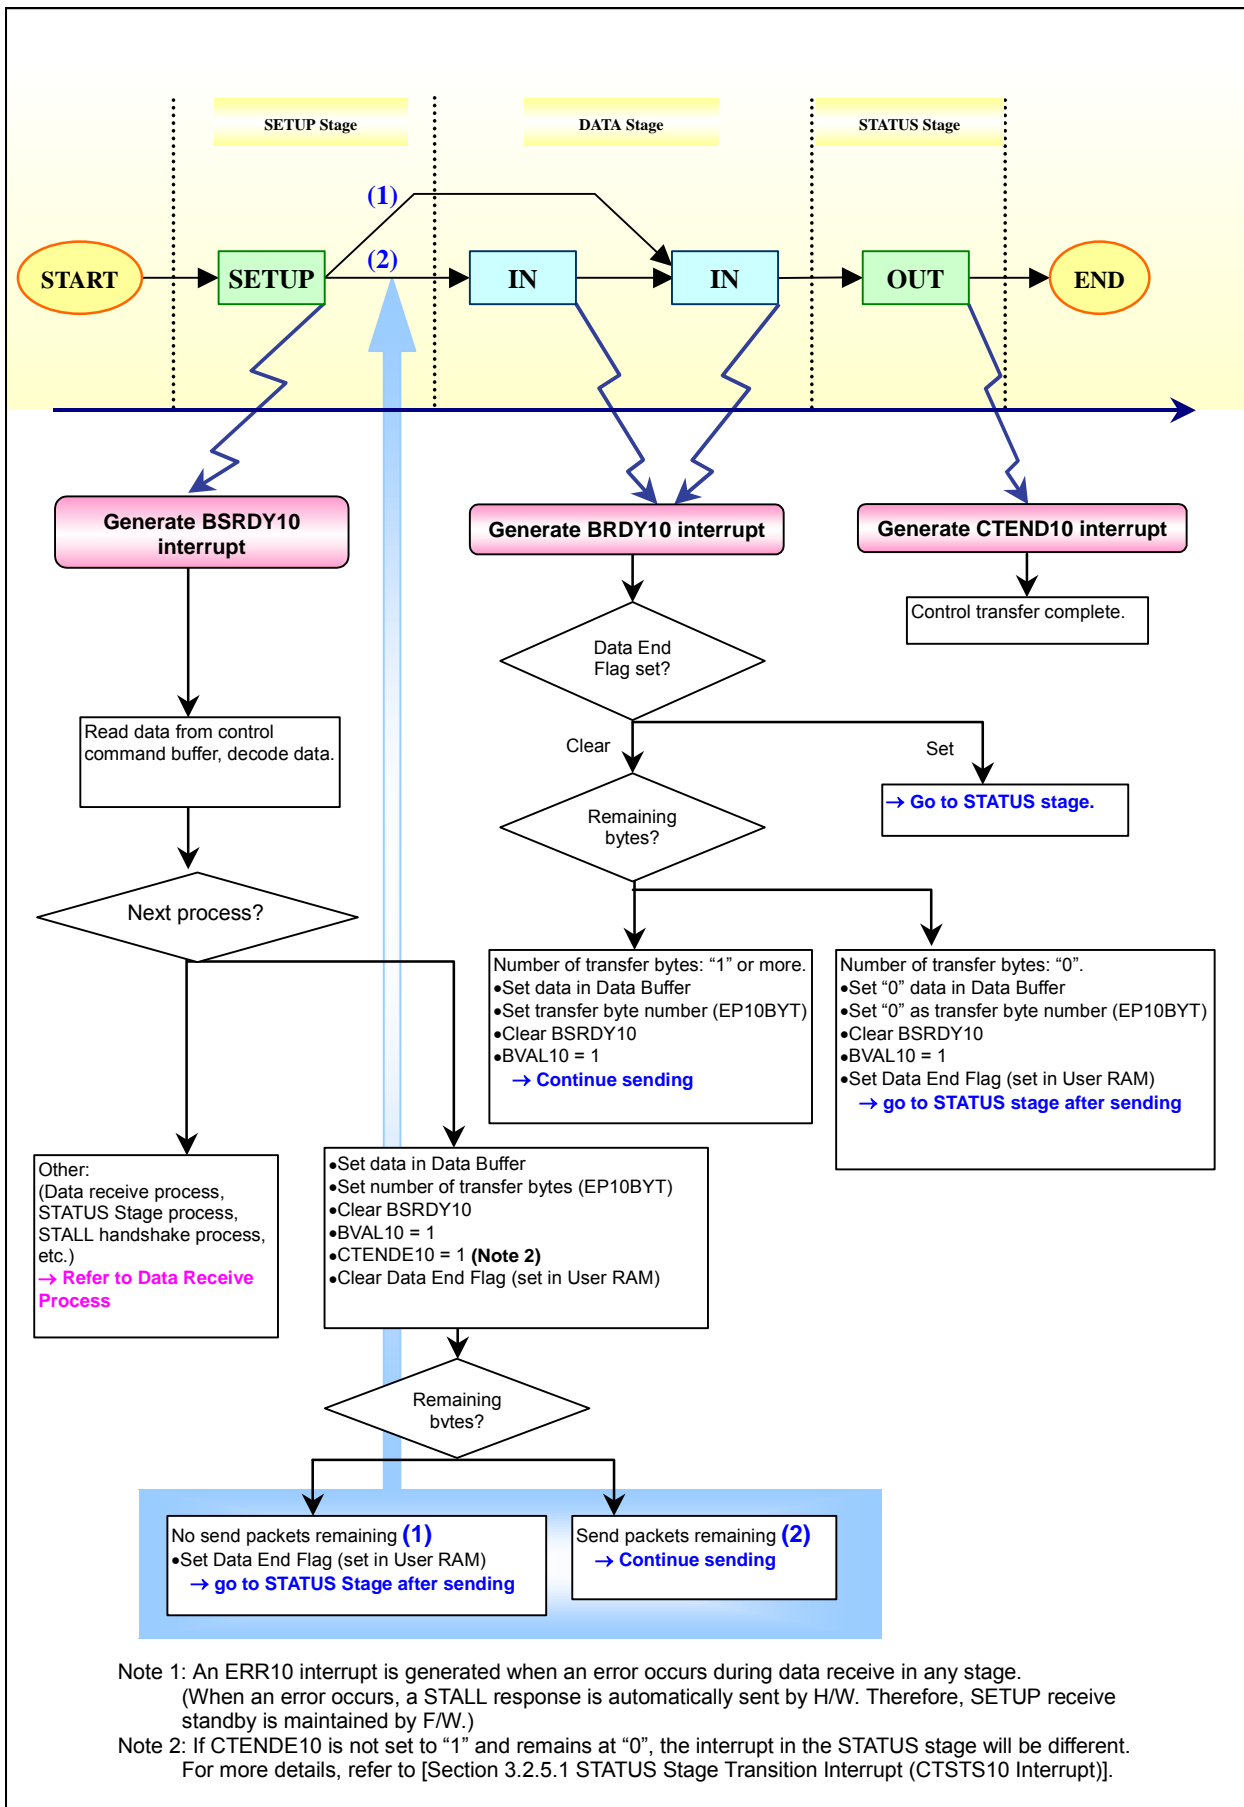 SETUP Stage
DATA Stage
STATUS Stage
(1)
(2)
START
SETUP
IN
IN
OUT
END
Generate BSRDY10
interrupt
Generate BRDY10 interrupt
Generate CTEND10 interrupt
Control transfer complete.
Data End
Flag set?
Read data from control
command buffer, decode data.
Clear
Set
→ Go to STATUS stage.
Remaining
bytes?
Next process?
Number of transfer bytes: “1” or more.
•Set data in Data Buffer
•Set transfer byte number (EP10BYT)
•Clear BSRDY10
•BVAL10 = 1
→ Continue sending
Number of transfer bytes: “0”.
•Set “0” data in Data Buffer
•Set “0” as transfer byte number (EP10BYT)
•Clear BSRDY10
•BVAL10 = 1
•Set Data End Flag (set in User RAM)
→ go to STATUS stage after sending
Other:
(Data receive process,
STATUS Stage process,
STALL handshake process,
etc.)
→ Refer to Data Receive
Process
•Set data in Data Buffer
•Set number of transfer bytes (EP10BYT)
•Clear BSRDY10
•BVAL10 = 1
•CTENDE10 = 1 (Note 2)
•Clear Data End Flag (set in User RAM)
Remaining
bytes?
No send packets remaining (1)
•Set Data End Flag (set in User RAM)
→ go to STATUS Stage after sending
Send packets remaining (2)
→ Continue sending
Note 1: An ERR10 interrupt is generated when an error occurs during data receive in any stage.
(When an error occurs, a STALL response is automatically sent by H/W. Therefore, SETUP receive
standby is maintained by F/W.)
Note 2: If CTENDE10 is not set to “1” and remains at “0”, the interrupt in the STATUS stage will be different.
For more details, refer to [Section 3.2.5.1 STATUS Stage Transition Interrupt (CTSTS10 Interrupt)].